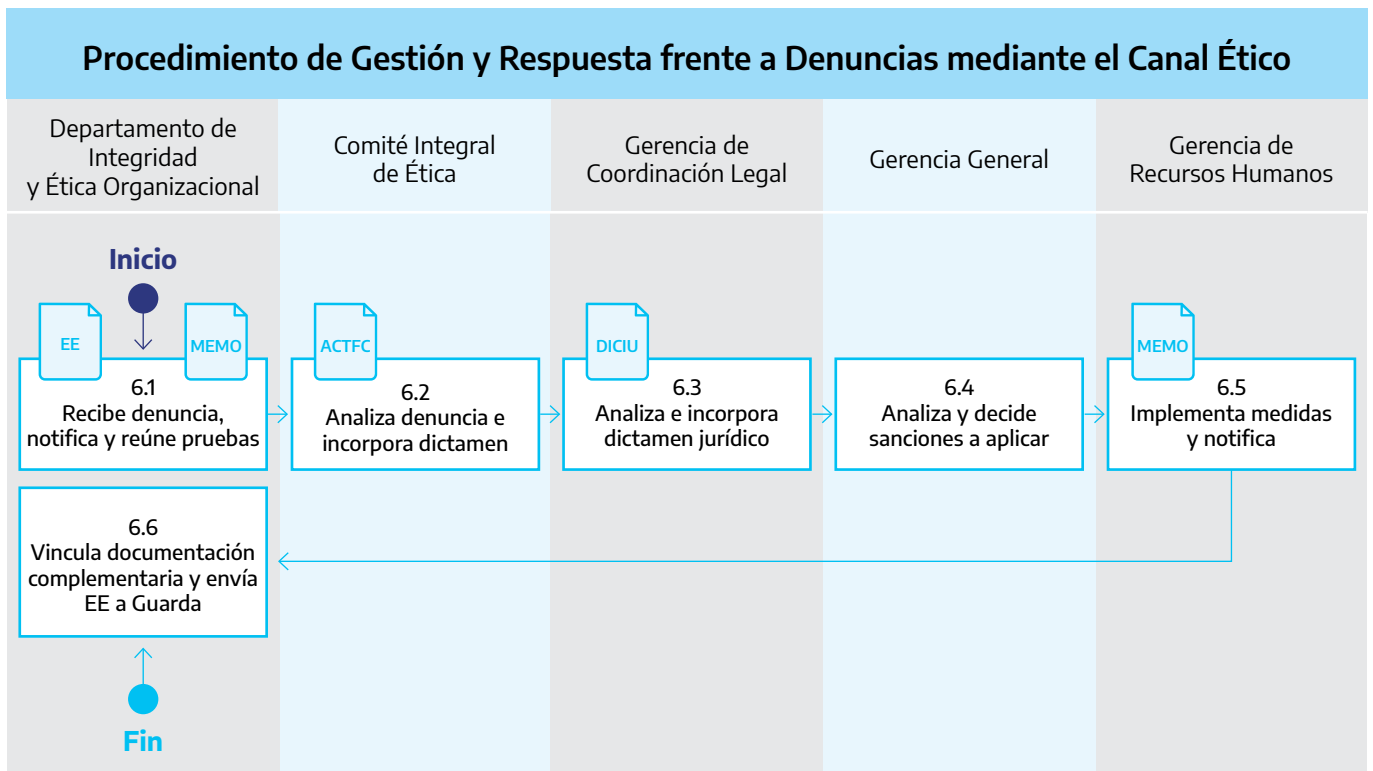 Procedimiento de Gestión y Respuesta frente a Denuncias mediante el Canal Ético
Departamento de
Integridad
y Ética Organizacional
Comité Integral
de Ética
Gerencia de
Coordinación Legal
Gerencia General
Gerencia de
Recursos Humanos
Inicio
EE
MEMO
6.1
Recibe denuncia,
notifica y reúne pruebas
ACTFC
6.2
Analiza denuncia e
incorpora dictamen
DICIU
6.3
Analiza e incorpora
dictamen jurídico
6.4
Analiza y decide
sanciones a aplicar
MEMO
6.5
Implementa medidas
y notifica
6.6
Vincula documentación
complementaria y envía
EE a Guarda
Fin